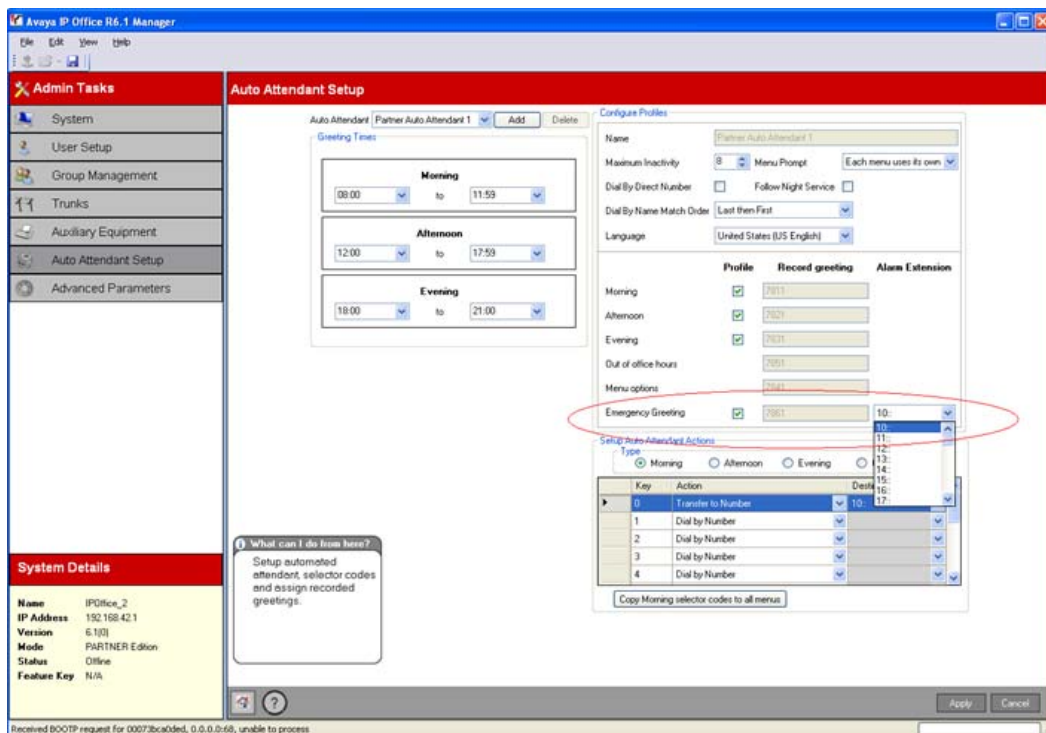 Avaya IP Office R6.1 Manager
File Edit View Help
Admin Tasks
System
User Setup
Group Management
Trunks
Auxiliary Equipment
Auto Attendant Setup
Advanced Parameters
System Details
Name IPOffice_2
IP Address 192.168.42.1
Version 6.1(0)
Mode PARTNER Edition
Status Offline
Feature Key N/A
Auto Attendant Setup
Auto Attendant Partner Auto Attendant 1 Add Delete
Greeting Times
Morning
08:00 to 11:59
Afternoon
12:00 to 17:59
Evening
18:00 to 21:00
What can I do from here?
Setup automated
attendant, selector codes
and assign recorded
greetings.
Configure Profiles
Name Partner Auto Attendant 1
Maximum Inactivity 8 Menu Prompt Each menu uses its own
Dial By Direct Number Follow Night Service
Dial By Name Match Order Last then First
Language United States (US English)
Profile Record greeting Alarm Extension
Morning 7811
Afternoon 7821
Evening 7831
Out of office hours 7851
Menu options 7841
Emergency Greeting 7861 10::
10::
11::
12::
13::
14::
15::
16::
17::
Setup Auto Attendant Actions
Type
Morning Afternoon Evening
Key Action
0 Transfer to Number 10::
1 Dial by Number
2 Dial by Number
3 Dial by Number
4 Dial by Number
Copy Morning selector codes to all menus
Apply Cancel
Received BOOTP request for 00073bca0ded, 0.0.0.0:68, unable to process